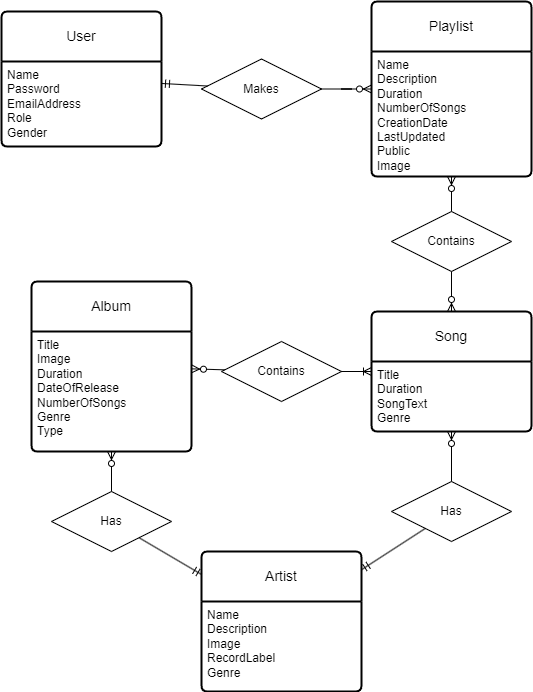 User
Name
Password
EmailAddress
Role
Gender
Makes
Playlist
Name
Description
Duration
NumberOfSongs
CreationDate
LastUpdated
Public
Image
Contains
Album
Title
Image
Duration
DateOfRelease
NumberOfSongs
Genre
Type
Contains
Song
Title
Duration
SongText
Genre
Has
Has
Artist
Name
Description
Image
RecordLabel
Genre